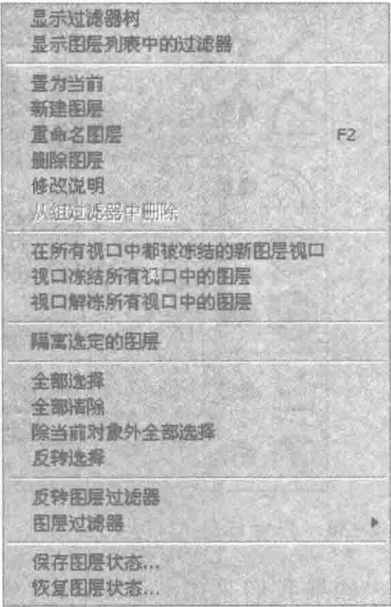 显示过滤器树
显示图层列表中的过滤器
置为当前
新建图层
重命名图层 F2
删除图层
修改说明
从组过滤器中删除
在所有视口中都被冻结的新图层视口
视口冻结所有视口中的图层
视口解冻所有视口中的图层
隔离选定的图层
全部选择
全部清除
除当前对象外全部选择
反转选择
反转图层过滤器
图层过滤器
保存图层状态...
恢复图层状态...